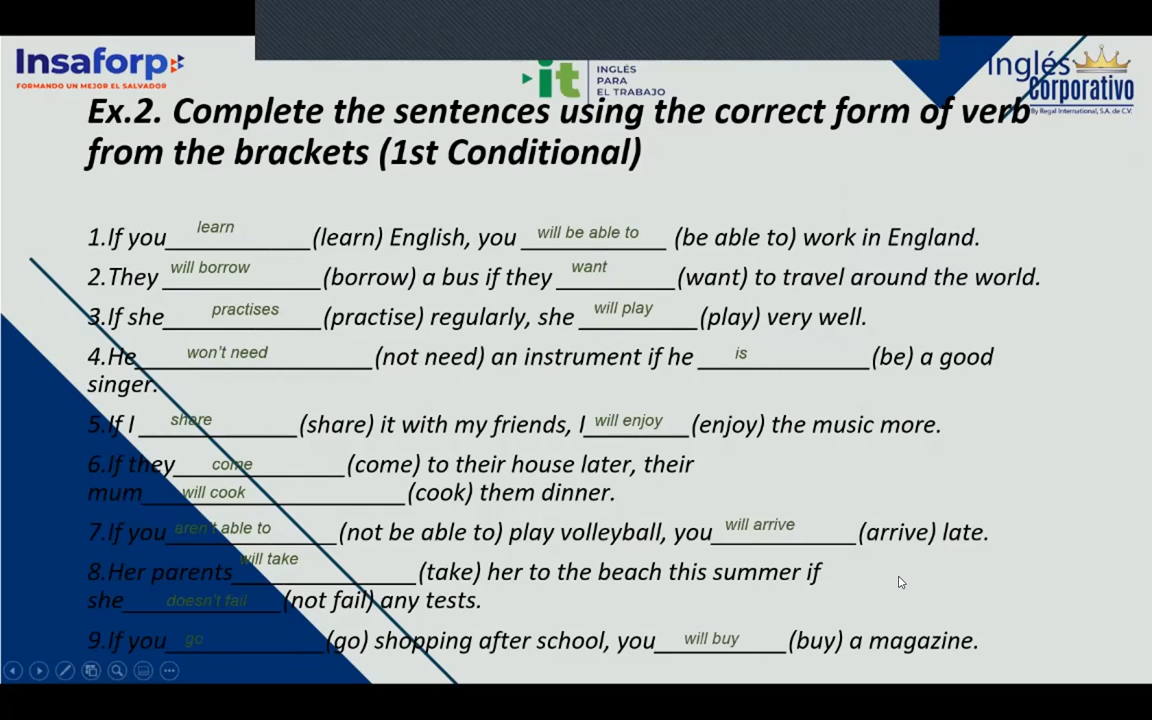 Insaforp
FORMANDO UN MEJOR EL SALVADOR
it INGLÉS
PARA
EL TRABAJO
Inglés
Corporativo
By Regal International, S.A. de C.V.
Ex.2. Complete the sentences using the correct form of verb
from the brackets (1st Conditional)
1.If you learn (learn) English, you will be able to (be able to) work in England.
2.They will borrow (borrow) a bus if they want (want) to travel around the world.
3.If she practises (practise) regularly, she will play (play) very well.
4.He won't need (not need) an instrument if he is (be) a good
singer.
5.If I share (share) it with my friends, I will enjoy (enjoy) the music more.
6.If they come (come) to their house later, their
mum will cook (cook) them dinner.
7.If you aren't able to (not be able to) play volleyball, you will arrive (arrive) late.
8.Her parents will take (take) her to the beach this summer if
she doesn't fail (not fail) any tests.
9.If you go (go) shopping after school, you will buy (buy) a magazine.